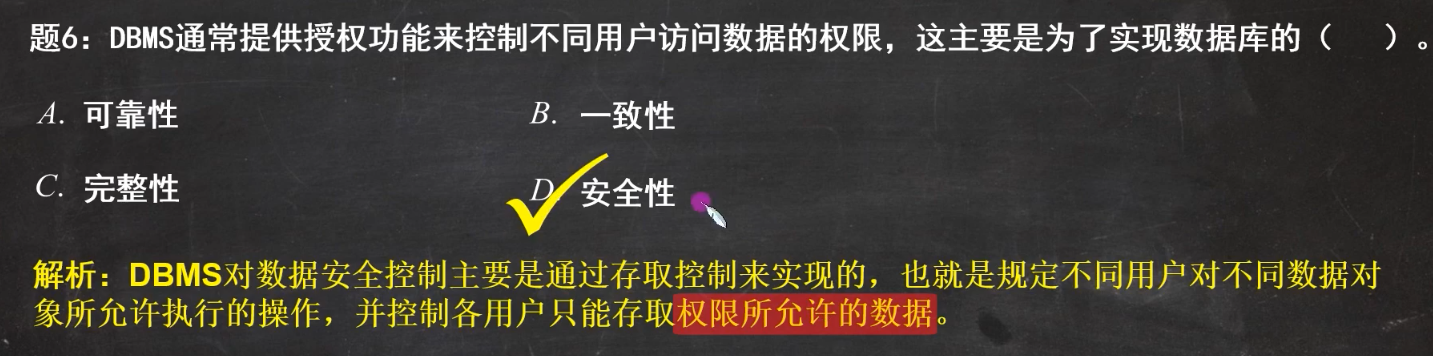 题6：DBMS通常提供授权功能来控制不同用户访问数据的权限，这主要是为了实现数据库的（　　）。
A. 可靠性　　B. 一致性
C. 完整性　　D. 安全性
解析：DBMS对数据安全控制主要是通过存取控制来实现的，也就是规定不同用户对不同数据对
象所允许执行的操作，并控制各用户只能存取权限所允许的数据。